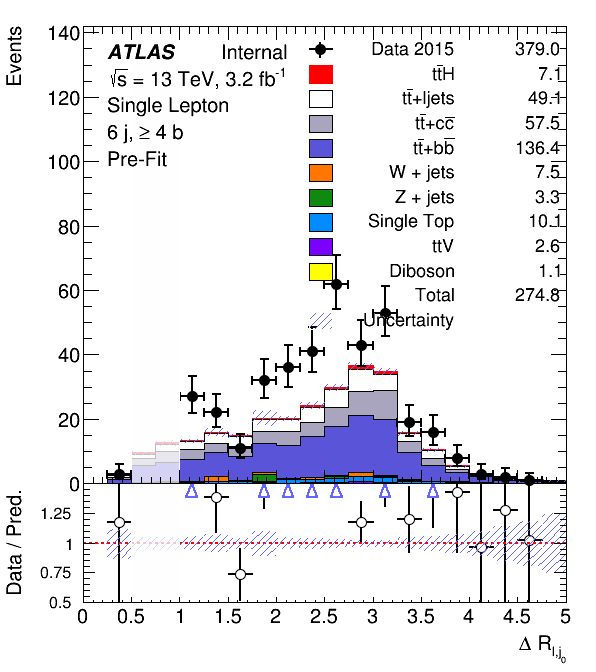 Events
ATLAS Internal
√s = 13 TeV, 3.2 fb⁻¹
Single Lepton
6 j, ≥ 4 b
Pre-Fit
Data 2015 379.0
tt̄H 7.1
tt̄+ljets 49.1
tt̄+cc̄ 57.5
tt̄+bb̄ 136.4
W + jets 7.5
Z + jets 3.3
Single Top 10.1
ttV 2.6
Diboson 1.1
Total 274.8
Uncertainty
140
120
100
80
60
40
20
0
Data / Pred.
1.25
1
0.75
0.5
0 0.5 1 1.5 2 2.5 3 3.5 4 4.5 5
Δ R l,j₀